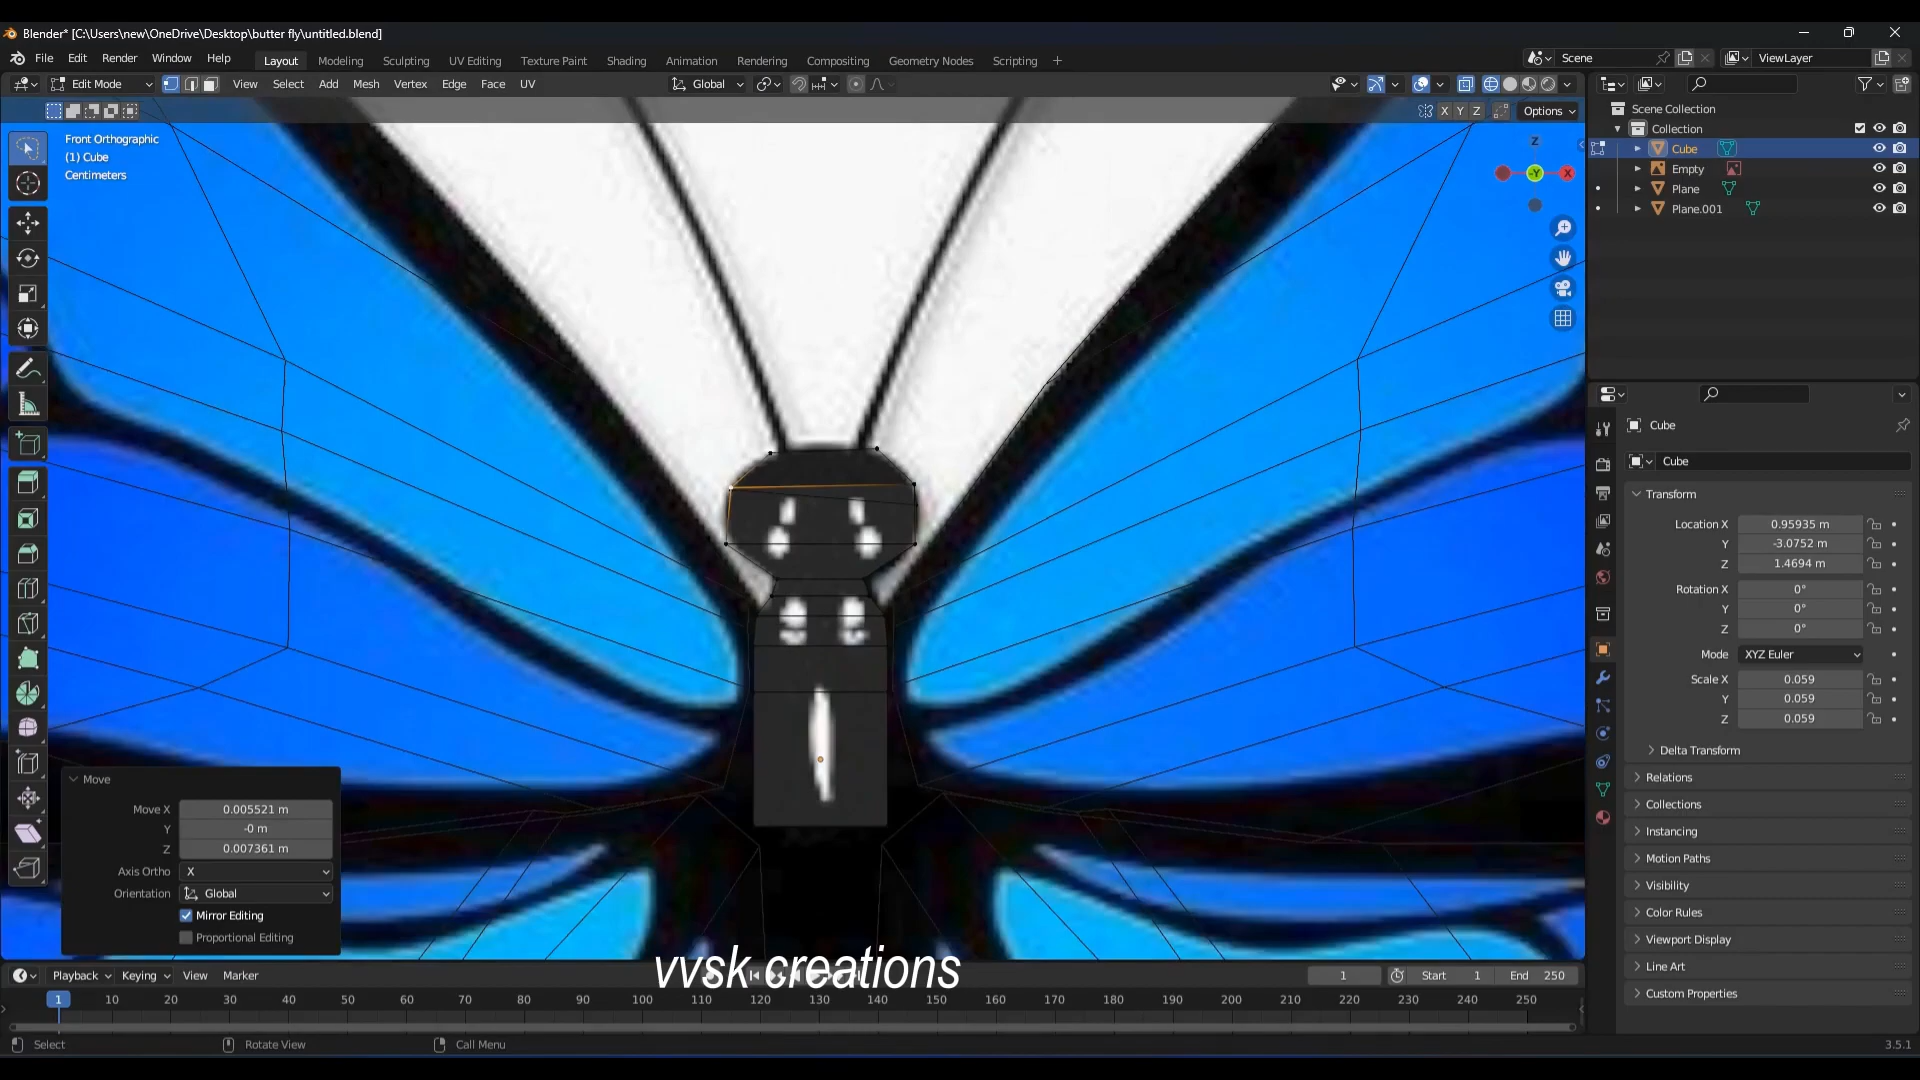 Blender* [C:\Users\new\OneDrive\Desktop\butter fly\untitled.blend]
File Edit Render Window Help Layout Modeling Sculpting UV Editing Texture Paint Shading Animation Rendering Compositing Geometry Nodes Scripting + Scene ViewLayer
Edit Mode View Select Add Mesh Vertex Edge Face UV Global
X Y Z Options
Scene Collection
Collection
Cube
Empty
Plane
Plane.001
Front Orthographic
(1) Cube
Centimeters
Z
-Y
X
Cube
Cube
Transform
Location X 0.95935 m
Y -3.0752 m
Z 1.4694 m
Rotation X 0°
Y 0°
Z 0°
Mode XYZ Euler
Scale X 0.059
Y 0.059
Z 0.059
Delta Transform
Relations
Collections
Instancing
Motion Paths
Visibility
Color Rules
Viewport Display
Line Art
Custom Properties
Move
Move X 0.005521 m
Y -0 m
Z 0.007361 m
Axis Ortho X
Orientation Global
Mirror Editing
Proportional Editing
vvsk creations
Playback Keying View Marker 1 Start 1 End 250
1 10 20 30 40 50 60 70 80 90 100 110 120 130 140 150 160 170 180 190 200 210 220 230 240 250
Select Rotate View Call Menu 3.5.1